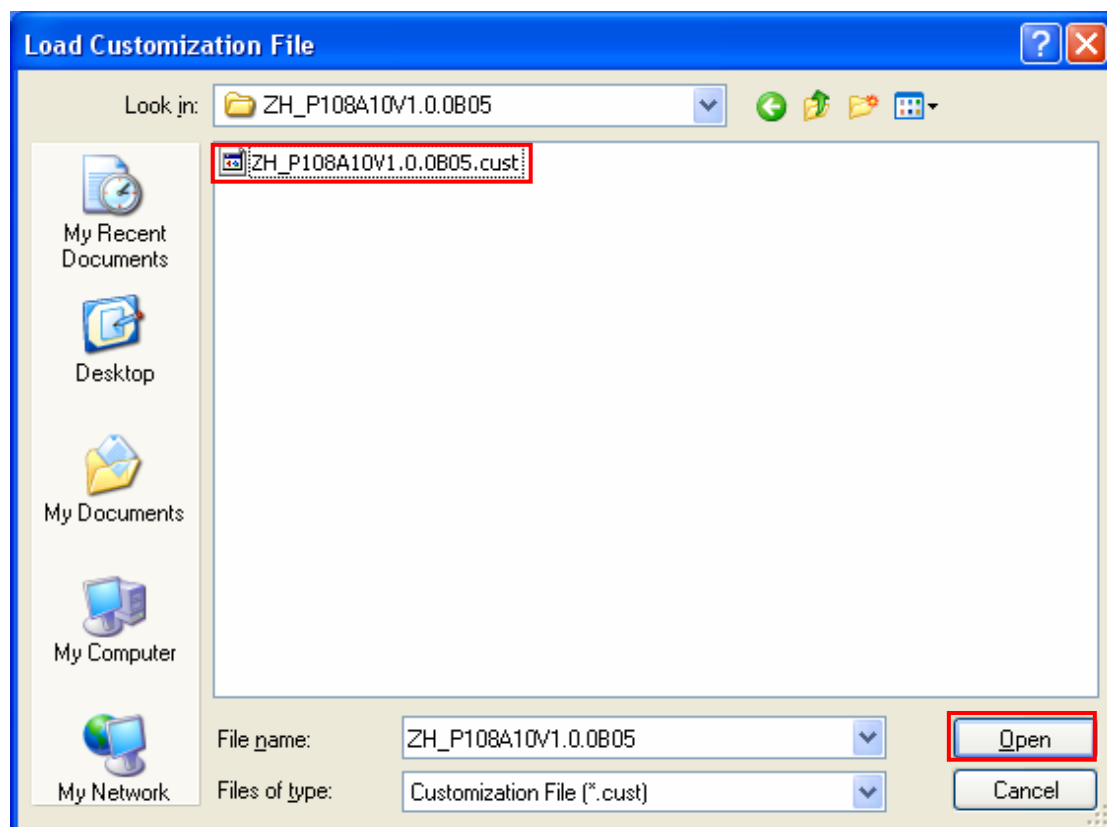 Load Customization File
Look in:
ZH_P108A10V1.0.0B05
ZH_P108A10V1.0.0B05.cust
My Recent
Documents
Desktop
My Documents
My Computer
My Network
File name:
ZH_P108A10V1.0.0B05
Open
Files of type:
Customization File (*.cust)
Cancel